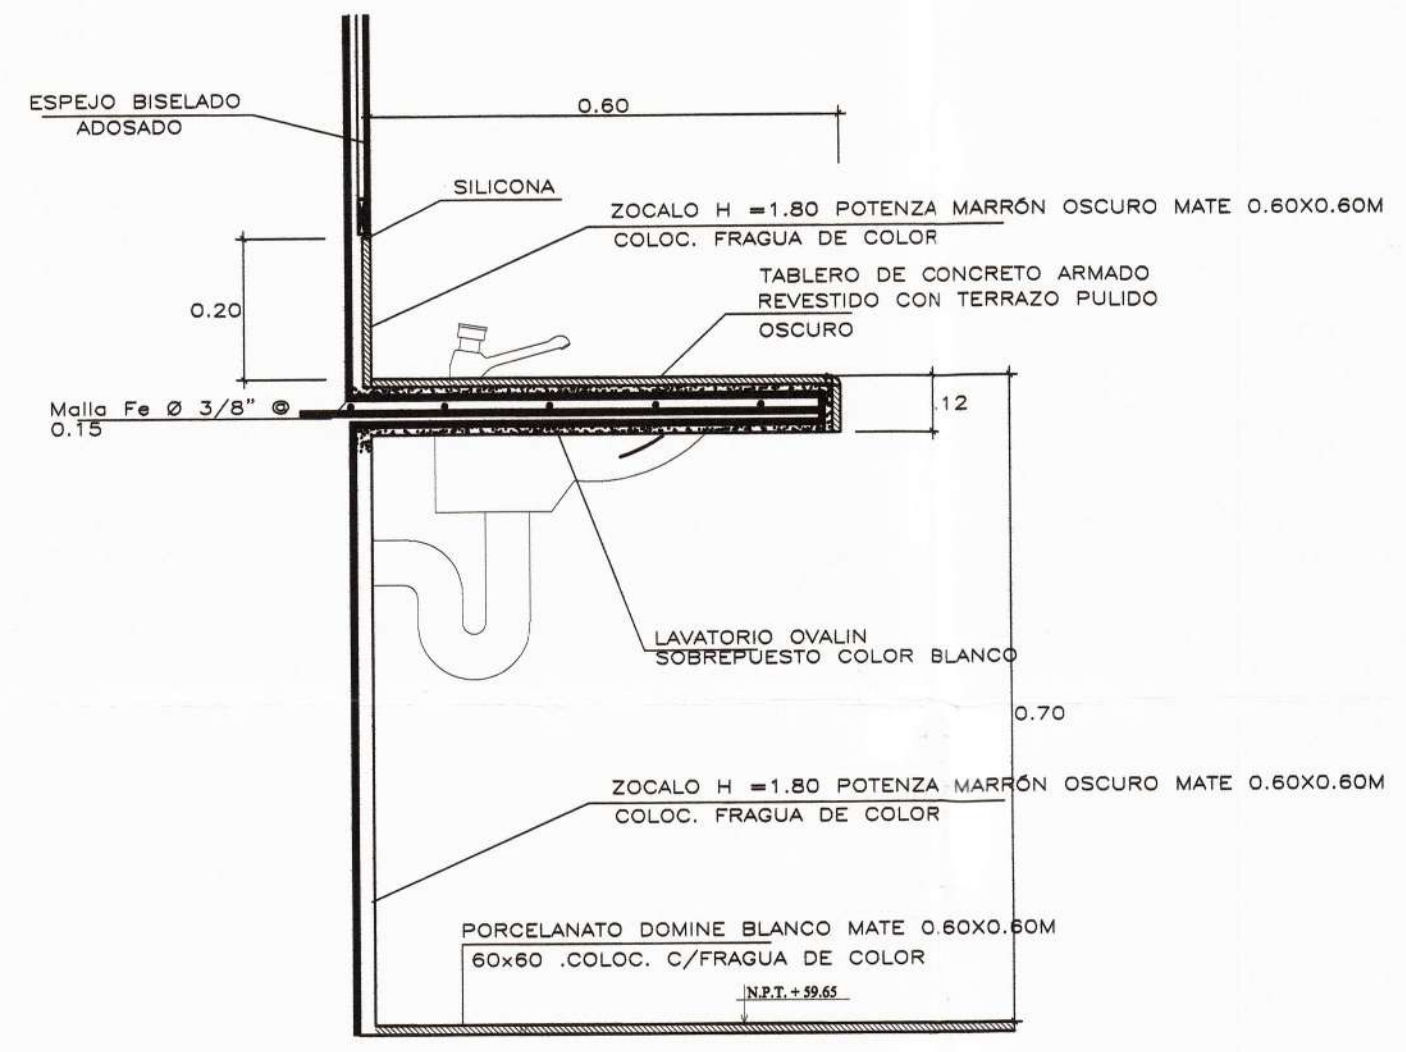 ESPEJO BISELADO
ADOSADO
0.60
SILICONA
ZOCALO H =1.80 POTENZA MARRÓN OSCURO MATE 0.60X0.60M
COLOC. FRAGUA DE COLOR
TABLERO DE CONCRETO ARMADO
REVESTIDO CON TERRAZO PULIDO
OSCURO
0.20
Malla Fe Ø 3/8" @
0.15
.12
LAVATORIO OVALIN
SOBREPUESTO COLOR BLANCO
0.70
ZOCALO H =1.80 POTENZA MARRÓN OSCURO MATE 0.60X0.60M
COLOC. FRAGUA DE COLOR
PORCELANATO DOMINE BLANCO MATE 0.60X0.60M
60x60 .COLOC. C/FRAGUA DE COLOR
N.P.T. + 59.65